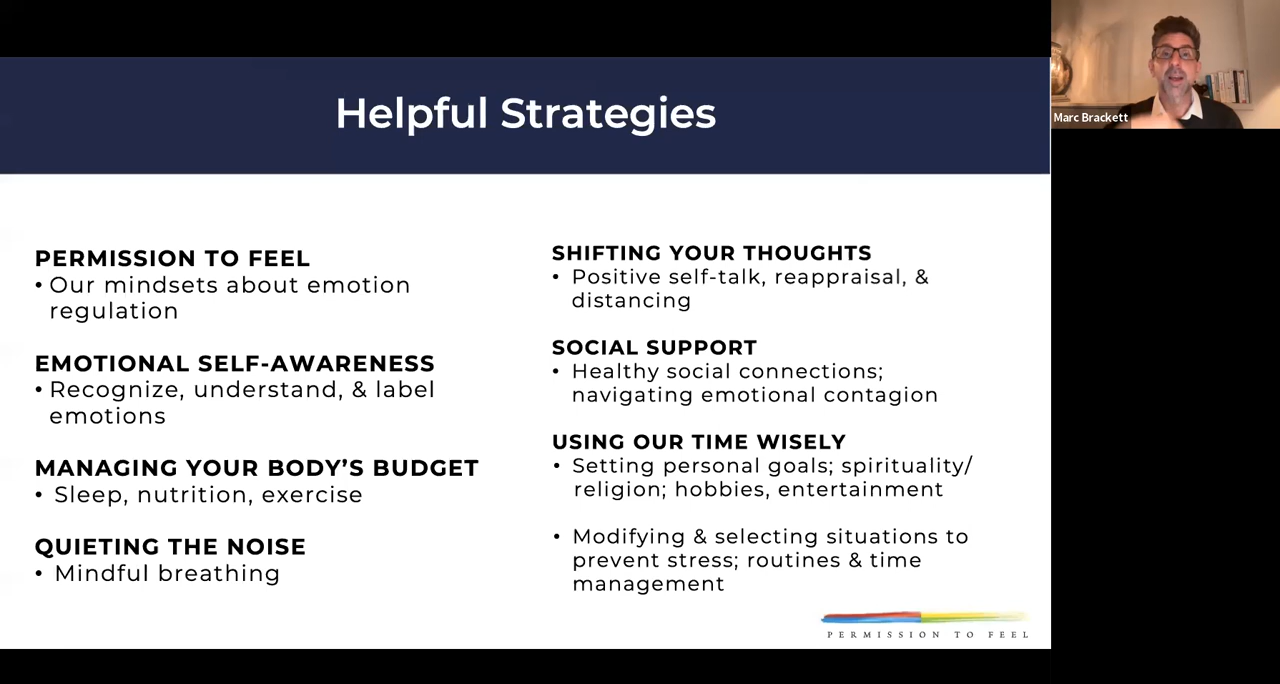 Helpful Strategies
PERMISSION TO FEEL
• Our mindsets about emotion
regulation
EMOTIONAL SELF-AWARENESS
• Recognize, understand, & label
emotions
MANAGING YOUR BODY’S BUDGET
• Sleep, nutrition, exercise
QUIETING THE NOISE
• Mindful breathing
SHIFTING YOUR THOUGHTS
• Positive self-talk, reappraisal, &
distancing
SOCIAL SUPPORT
• Healthy social connections;
navigating emotional contagion
USING OUR TIME WISELY
• Setting personal goals; spirituality/
religion; hobbies, entertainment
• Modifying & selecting situations to
prevent stress; routines & time
management
PERMISSION TO FEEL
Marc Brackett